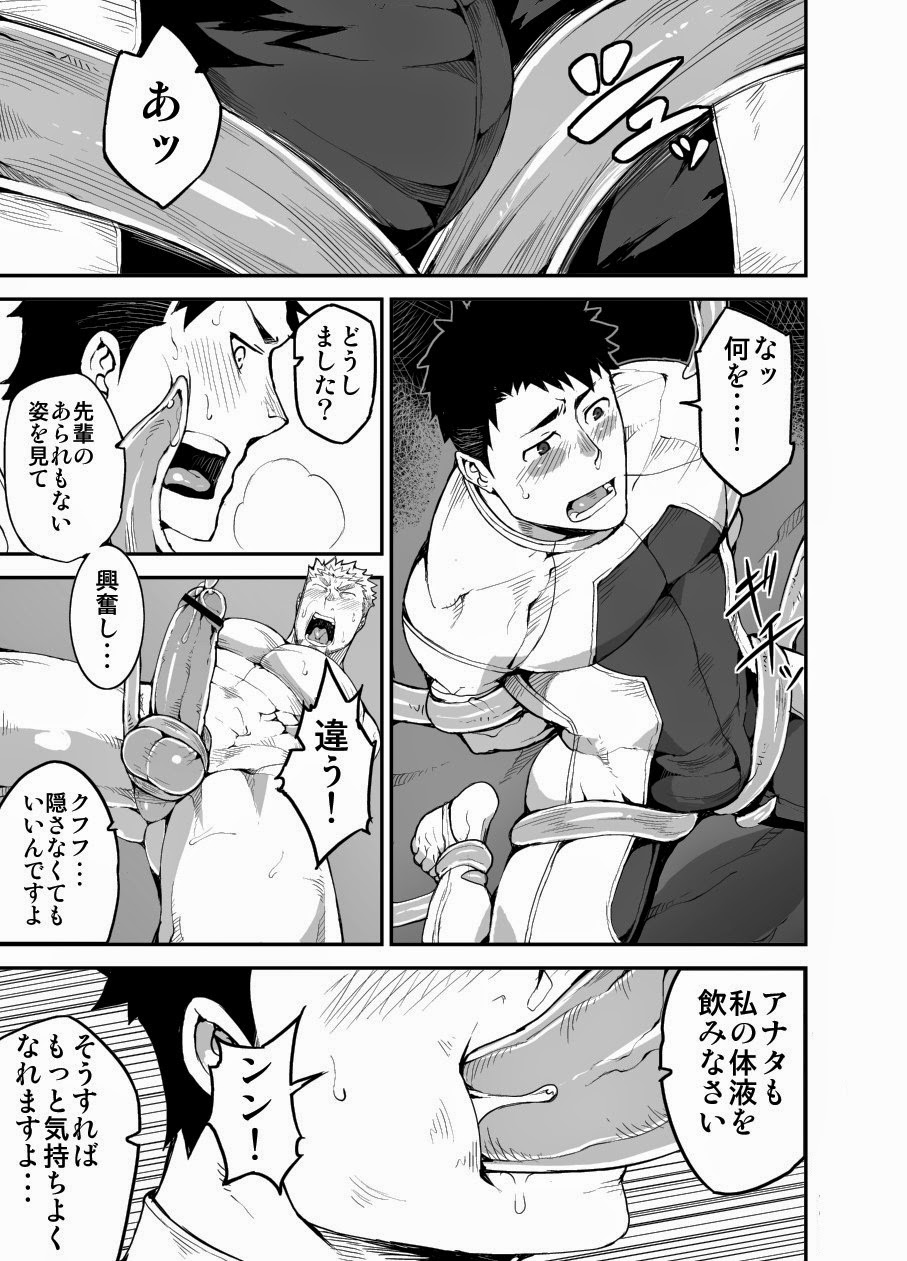 あッ
ギュッ
なッ
何を・・・・！
ギギッ
どうし
ました？
先輩の
あられもない
姿を見て
興奮し・・・
違う！
クフフ・・・
隠さなくても
いいんですよ
アナタも
私の体液を
飲みなさい
ンン！
そうすれば
もっと気持ちよく
なれますよ・・・